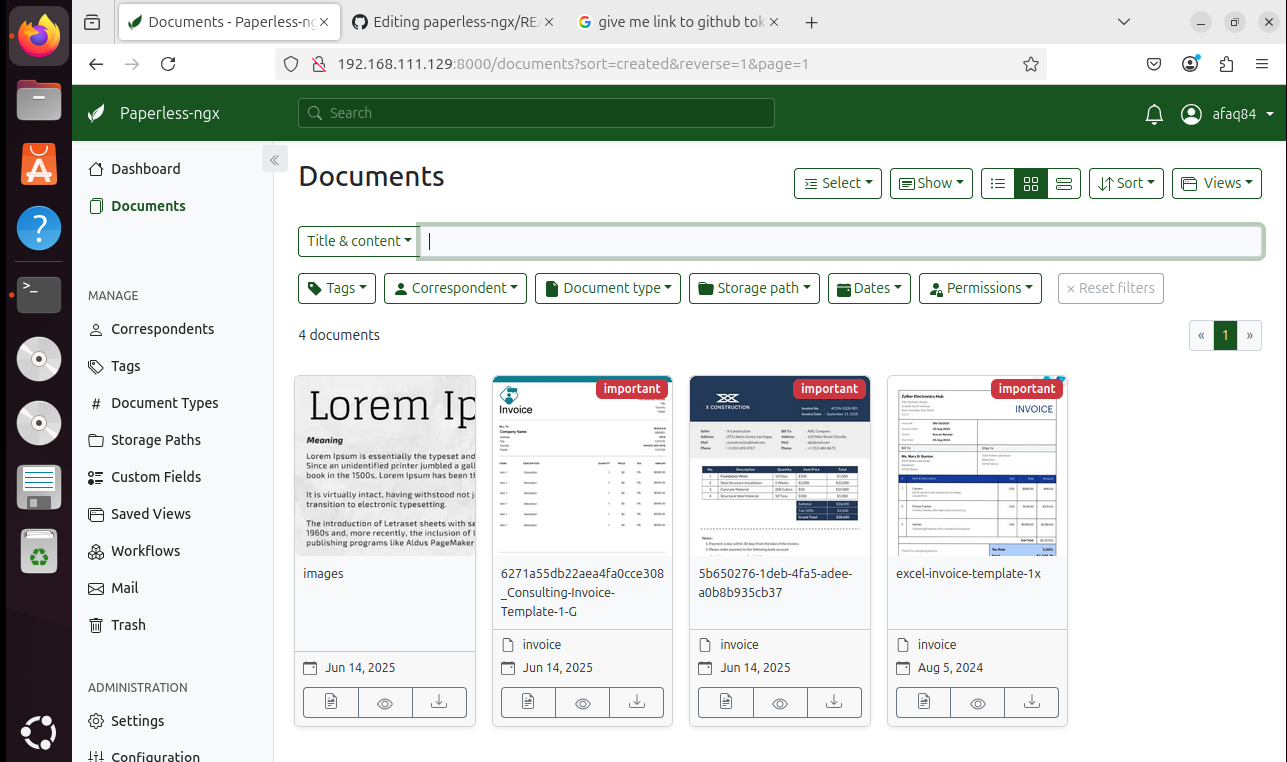 Documents - Paperless-ng
Editing paperless-ngx/REA
give me link to github tok
192.168.111.129:8000/documents?sort=created&reverse=1&page=1
Paperless-ngx
Search
afaq84
Dashboard
Documents
MANAGE
Correspondents
Tags
Document Types
Storage Paths
Custom Fields
Saved Views
Workflows
Mail
Trash
ADMINISTRATION
Settings
Configuration
Documents
Select
Show
Sort
Views
Title & content
Tags
Correspondent
Document type
Storage path
Dates
Permissions
× Reset filters
4 documents
« 1 »
Lorem Ip
Meaning
Lorem Ipsum is essentially the typeset and
Since an unidentified printer jumbled a gall
book in the 1500s. Lorem Ipsum has been th
It is virtually intact, having withstood not j
transition to electronic typesetting.
The introduction of Letraset sheets with se
1960s and, more recently, the inclusion of l
publishing programs like Aldus PageMaker
images
Jun 14, 2025
important
Invoice
6271a55db22aea4fa0cce308
_Consulting-Invoice-
Template-1-G
invoice
Jun 14, 2025
important
X CONSTRUCTION
5b650276-1deb-4fa5-adee-
a0b8b935cb37
invoice
Jun 14, 2025
important
Zylker Electronics Hub
INVOICE
excel-invoice-template-1x
invoice
Aug 5, 2024